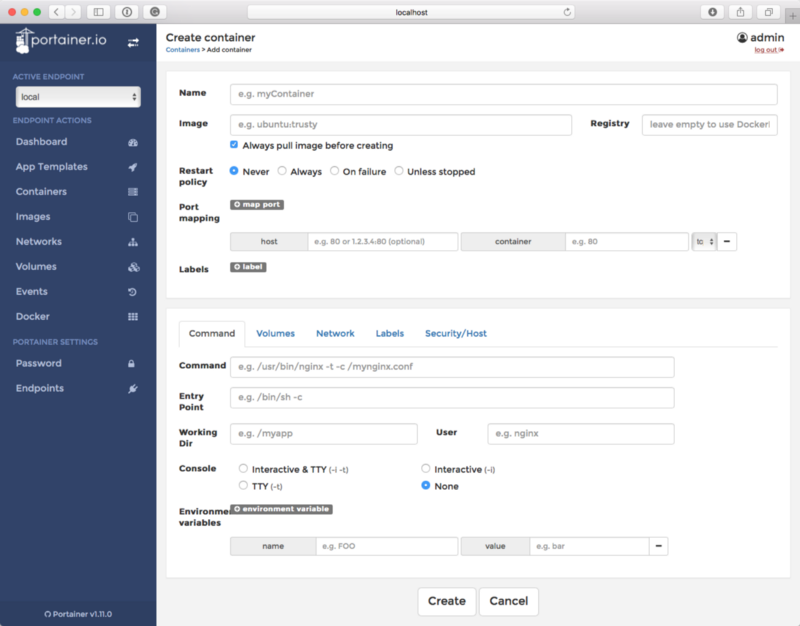 localhost
portainer.io
ACTIVE ENDPOINT
local
ENDPOINT ACTIONS
Dashboard
App Templates
Containers
Images
Networks
Volumes
Events
Docker
PORTAINER SETTINGS
Password
Endpoints
Portainer v1.11.0
Create container
Containers > Add container
admin
log out
Name e.g. myContainer
Image e.g. ubuntu:trusty Registry leave empty to use Docker
Always pull image before creating
Restart policy Never Always On failure Unless stopped
Port mapping map port
host e.g. 80 or 1.2.3.4:80 (optional) container e.g. 80 tc
Labels label
Command Volumes Network Labels Security/Host
Command e.g. /usr/bin/nginx -t -c /mynginx.conf
Entry Point e.g. /bin/sh -c
Working Dir e.g. /myapp User e.g. nginx
Console Interactive & TTY (-i -t) Interactive (-i)
TTY (-t) None
Environme variables environment variable
name e.g. FOO value e.g. bar
Create Cancel